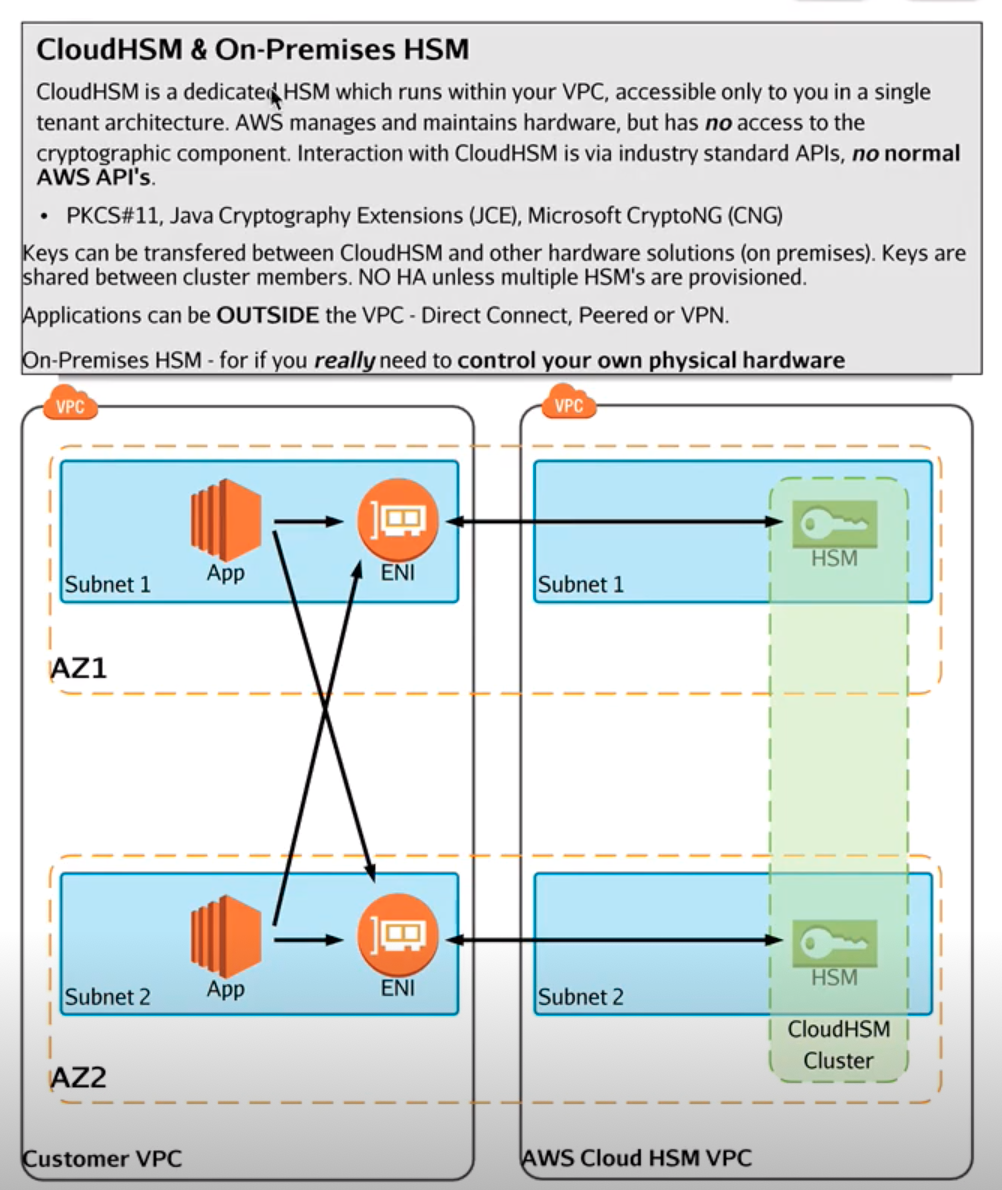 CloudHSM & On-Premises HSM
CloudHSM is a dedicated HSM which runs within your VPC, accessible only to you in a single
tenant architecture. AWS manages and maintains hardware, but has no access to the
cryptographic component. Interaction with CloudHSM is via industry standard APIs, no normal
AWS API's.
• PKCS#11, Java Cryptography Extensions (JCE), Microsoft CryptoNG (CNG)
Keys can be transfered between CloudHSM and other hardware solutions (on premises). Keys are
shared between cluster members. NO HA unless multiple HSM's are provisioned.
Applications can be OUTSIDE the VPC - Direct Connect, Peered or VPN.
On-Premises HSM - for if you really need to control your own physical hardware
VPC
VPC
App
ENI
HSM
Subnet 1
Subnet 1
AZ1
App
ENI
HSM
Subnet 2
Subnet 2
CloudHSM
Cluster
AZ2
Customer VPC
AWS Cloud HSM VPC